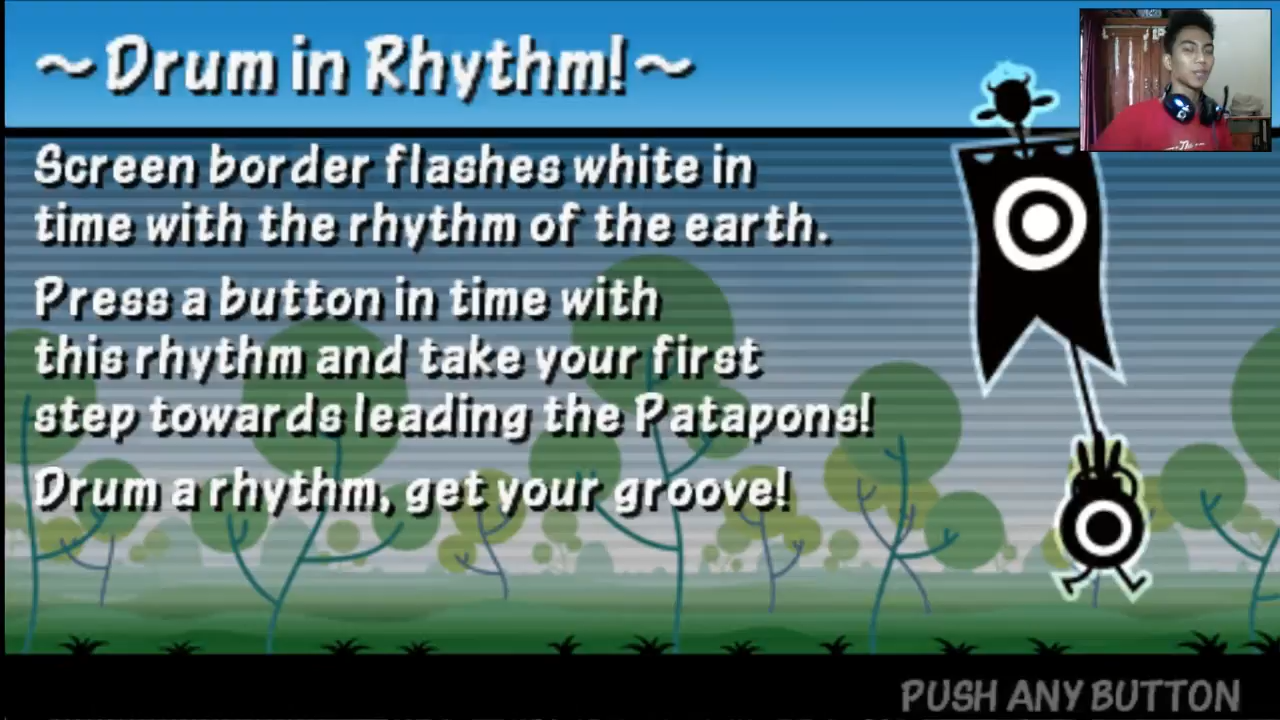 ~Drum in Rhythm!~
Screen border flashes white in
time with the rhythm of the earth.
Press a button in time with
this rhythm and take your first
step towards leading the Patapons!
Drum a rhythm, get your groove!
PUSH ANY BUTTON